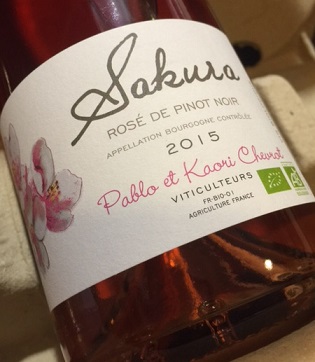 Sakura
ROSÉ DE PINOT NOIR
APPELLATION BOURGOGNE CONTRÔLÉE
2015
Pablo et Kaori Chevrot
VITICULTEURS
FR-BIO-01
AGRICULTURE FRANCE
AB